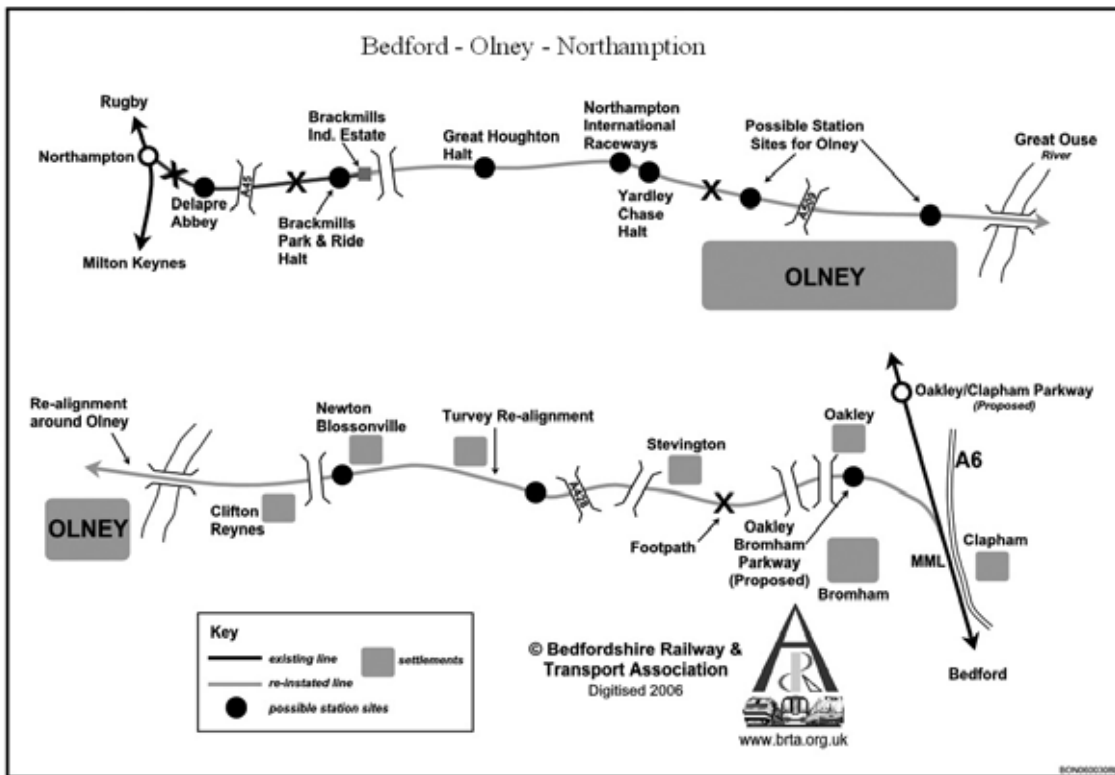 Bedford - Olney - Northamption
Rugby
Northampton
Milton Keynes
Delapre
Abbey
A45
Brackmills
Ind. Estate
Brackmills
Park & Ride
Halt
Great Houghton
Halt
Northampton
International
Raceways
Yardley
Chase
Halt
Possible Station
Sites for Olney
A509
Great Ouse
River
OLNEY
Re-alignment
around Olney
OLNEY
Clifton
Reynes
Newton
Blossonville
Turvey Re-alignment
A428
Stevington
Footpath
Oakley
Bromham
Parkway
(Proposed)
Oakley
Bromham
Oakley/Clapham Parkway
(Proposed)
A6
MML
Clapham
Bedford
Key
existing line
re-instated line
possible station sites
settlements
© Bedfordshire Railway &
Transport Association
Digitised 2006
www.brta.org.uk